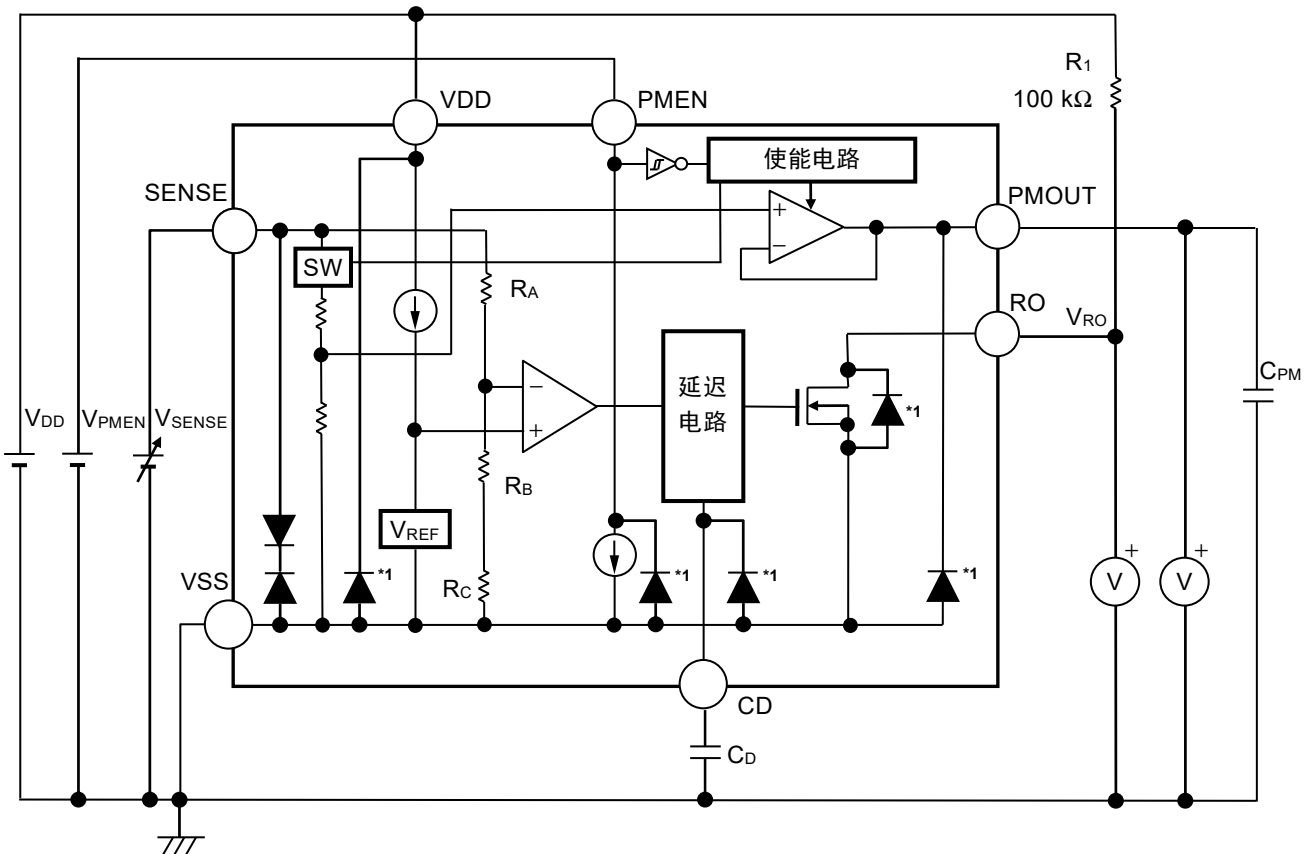 R1
100 kΩ
VDD
PMEN
使能电路
SENSE
PMOUT
+
−
SW
RA
RO
VRO
延迟
电路
−
+
*1
CPM
VDD
VPMEN
VSENSE
RB
VREF
VSS
*1
RC
*1
*1
*1
+
V
+
V
CD
CD